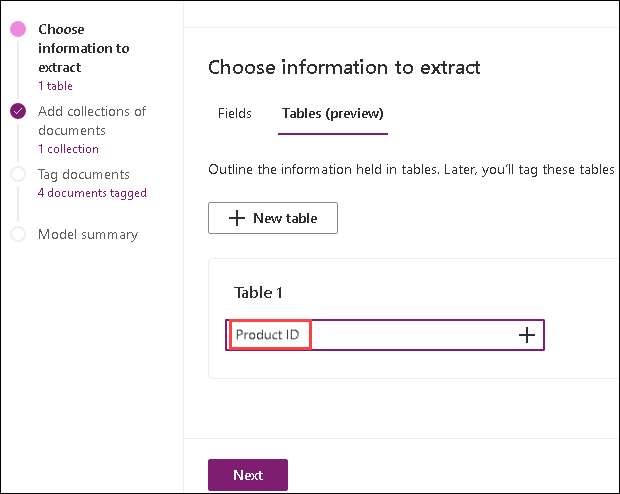 Choose
information to
extract
1 table
Add collections of
documents
1 collection
Tag documents
4 documents tagged
Model summary
Choose information to extract
Fields
Tables (preview)
Outline the information held in tables. Later, you'll tag these tables
New table
Table 1
Product ID
Next